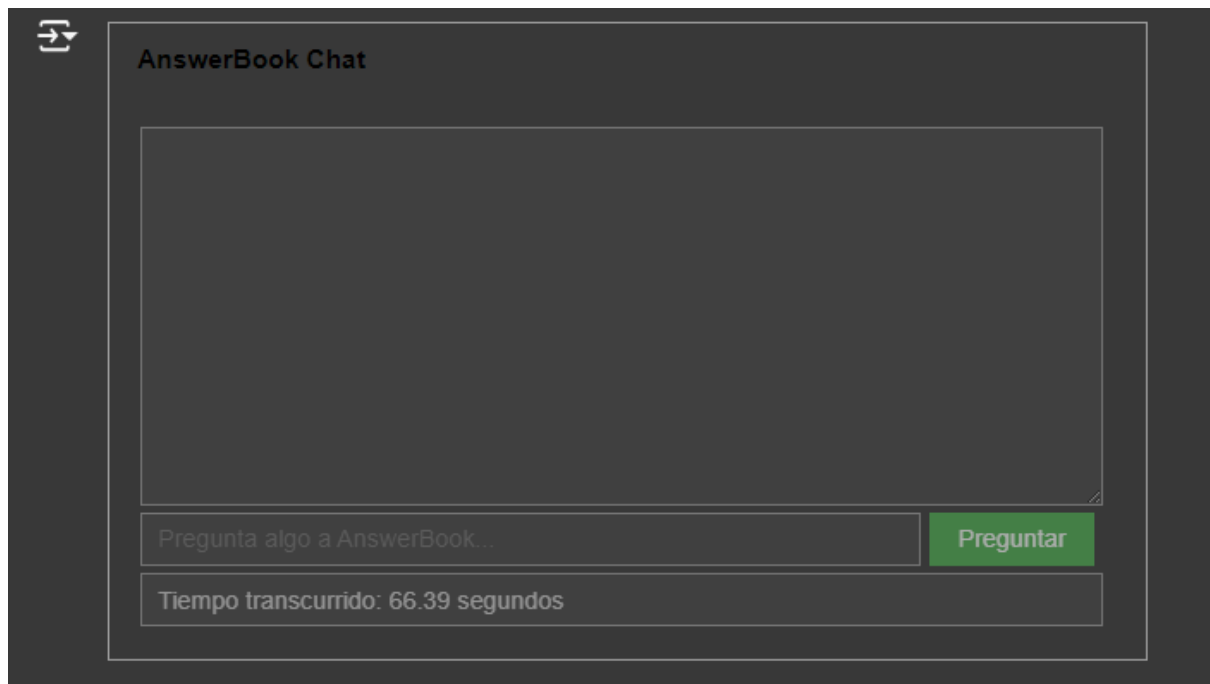 AnswerBook Chat
Pregunta algo a AnswerBook...
Preguntar
Tiempo transcurrido: 66.39 segundos